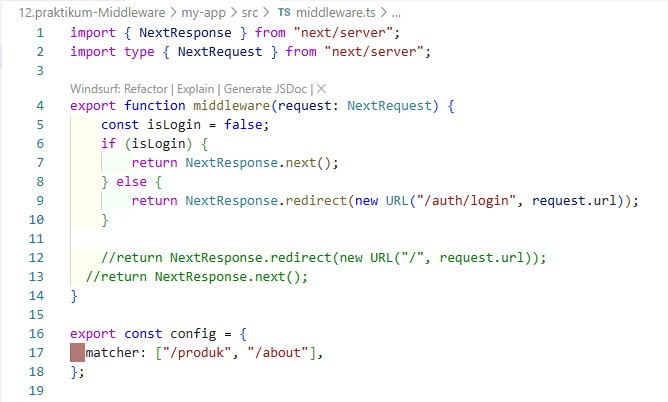 12.praktikum-Middleware > my-app > src > TS middleware.ts > ...
1 import { NextResponse } from "next/server";
2 import type { NextRequest } from "next/server";
3
Windsurf: Refactor | Explain | Generate JSDoc | X
4 export function middleware(request: NextRequest) {
5     const isLogin = false;
6     if (isLogin) {
7         return NextResponse.next();
8     } else {
9         return NextResponse.redirect(new URL("/auth/login", request.url));
10     }
11
12     //return NextResponse.redirect(new URL("/", request.url));
13   //return NextResponse.next();
14 }
15
16 export const config = {
17   matcher: ["/produk", "/about"],
18 };
19